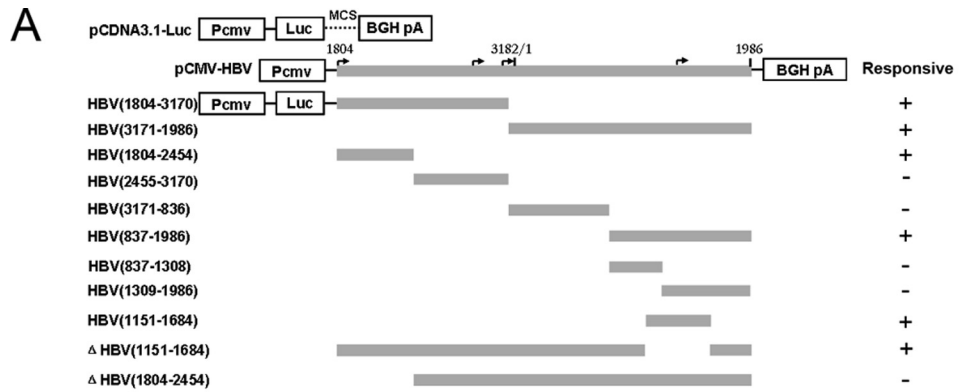 A
MCS
pCDNA3.1-Luc Pcmv Luc BGH pA
1804 3182/1 1986
pCMV-HBV Pcmv BGH pA Responsive
HBV(1804-3170) Pcmv Luc +
HBV(3171-1986) +
HBV(1804-2454) +
HBV(2455-3170) -
HBV(3171-836) -
HBV(837-1986) +
HBV(837-1308) -
HBV(1309-1986) -
HBV(1151-1684) +
Δ HBV(1151-1684) +
Δ HBV(1804-2454) -